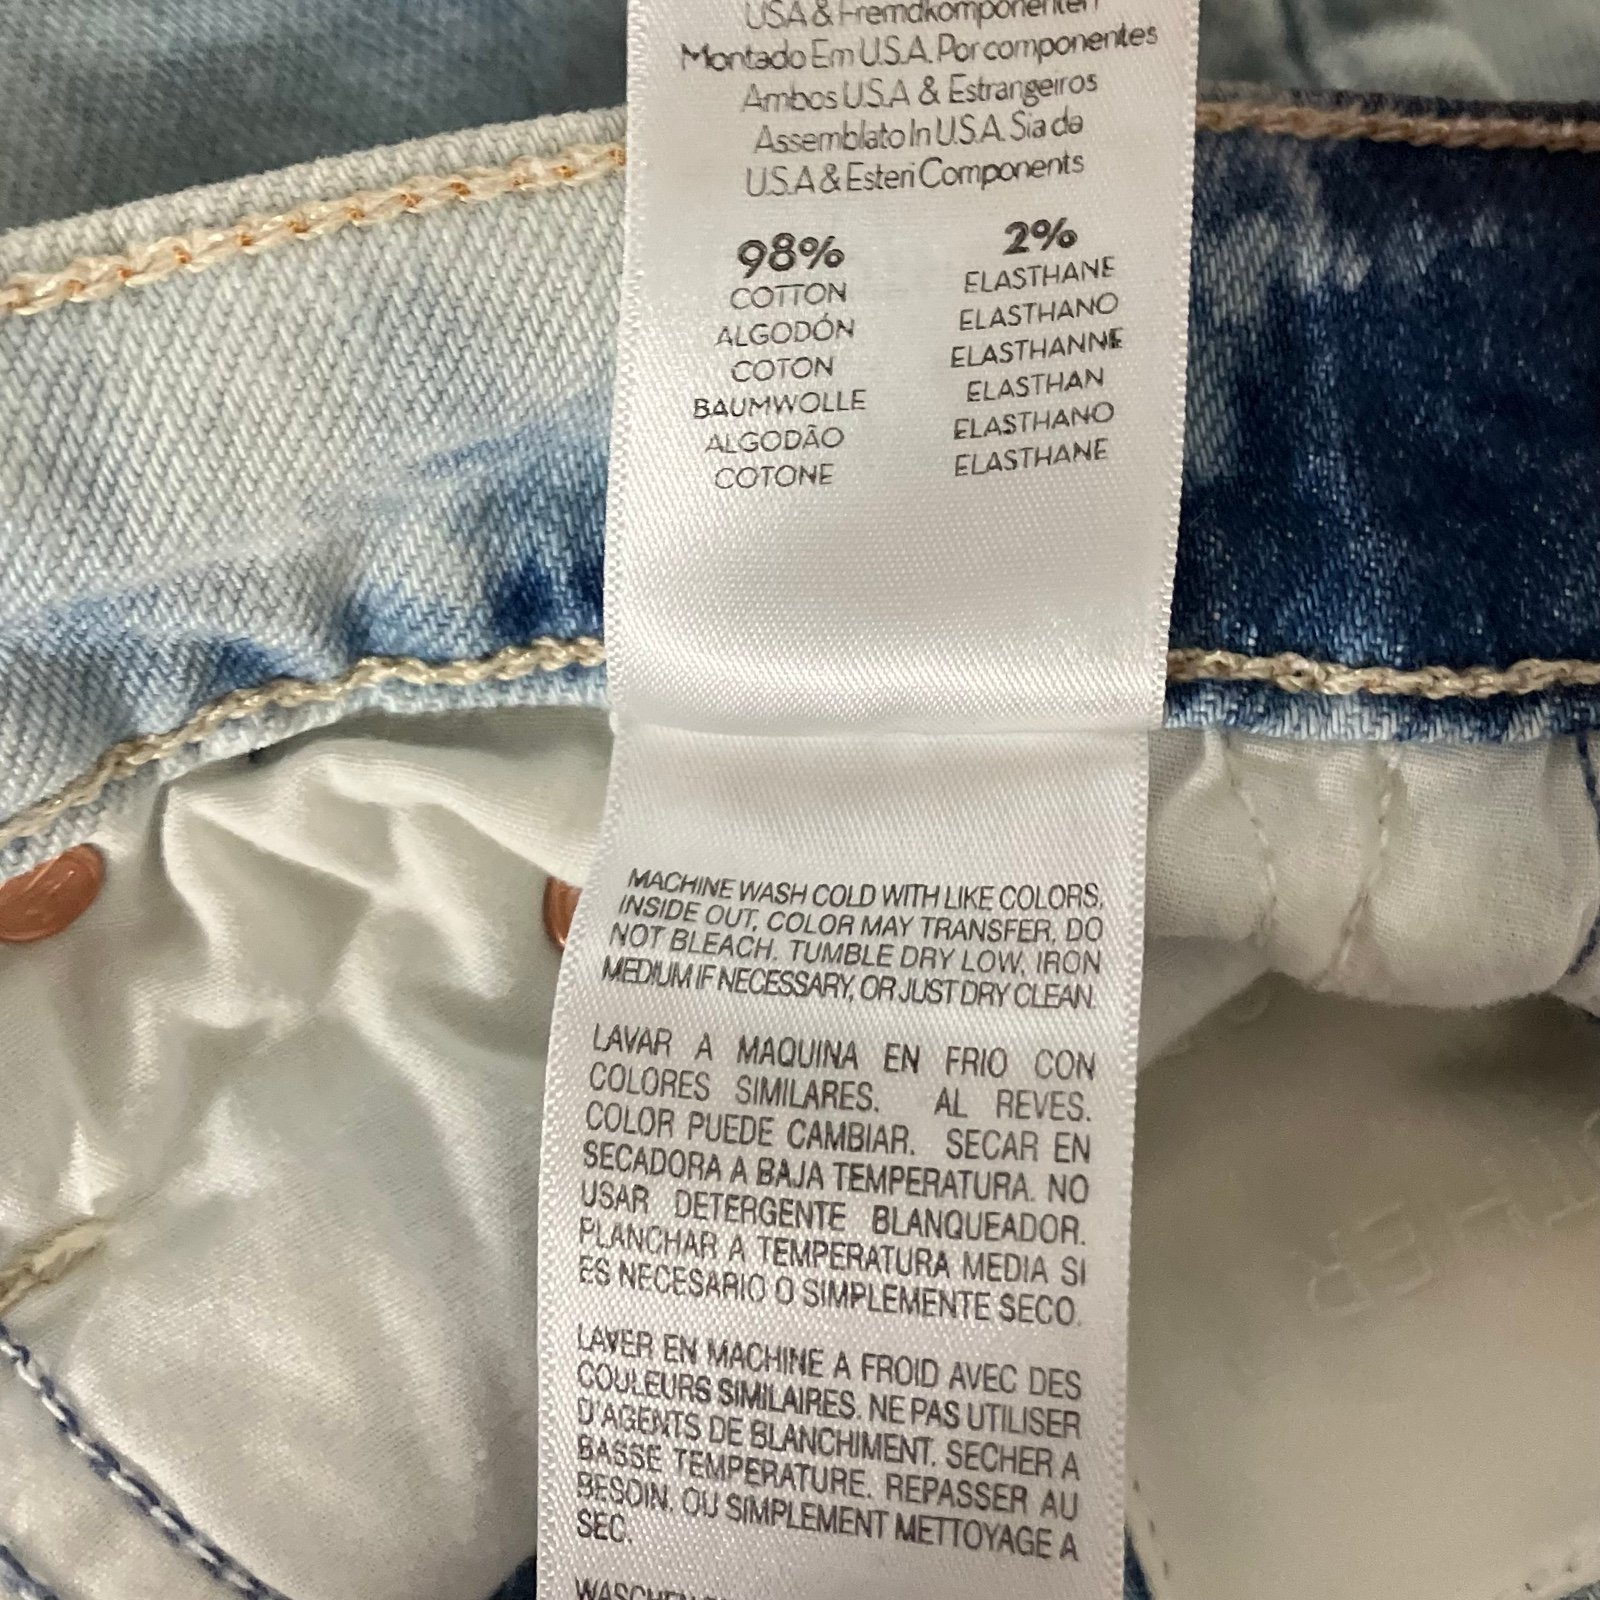 USA & Fremdkomponenten
Montado Em U.S.A. Por componentes
Ambos U.S.A & Estrangeiros
Assemblato In U.S.A. Sia da
U.S.A & Esteri Components
98%
COTTON
ALGODÓN
COTON
BAUMWOLLE
ALGODÃO
COTONE
2%
ELASTHANE
ELASTHANO
ELASTHANNE
ELASTHAN
ELASTHANO
ELASTHANE
MACHINE WASH COLD WITH LIKE COLORS,
INSIDE OUT, COLOR MAY TRANSFER, DO
NOT BLEACH. TUMBLE DRY LOW, IRON
MEDIUM IF NECESSARY, OR JUST DRY CLEAN.
LAVAR A MAQUINA EN FRIO CON
COLORES SIMILARES. AL REVES.
COLOR PUEDE CAMBIAR. SECAR EN
SECADORA A BAJA TEMPERATURA. NO
USAR DETERGENTE BLANQUEADOR.
PLANCHAR A TEMPERATURA MEDIA SI
ES NECESARIO O SIMPLEMENTE SECO.
LAVER EN MACHINE A FROID AVEC DES
COULEURS SIMILAIRES. NE PAS UTILISER
D'AGENTS DE BLANCHIMENT. SECHER A
BASSE TEMPERATURE. REPASSER AU
BESOIN. OU SIMPLEMENT METTOYAGE A
SEC.
WASCHEN